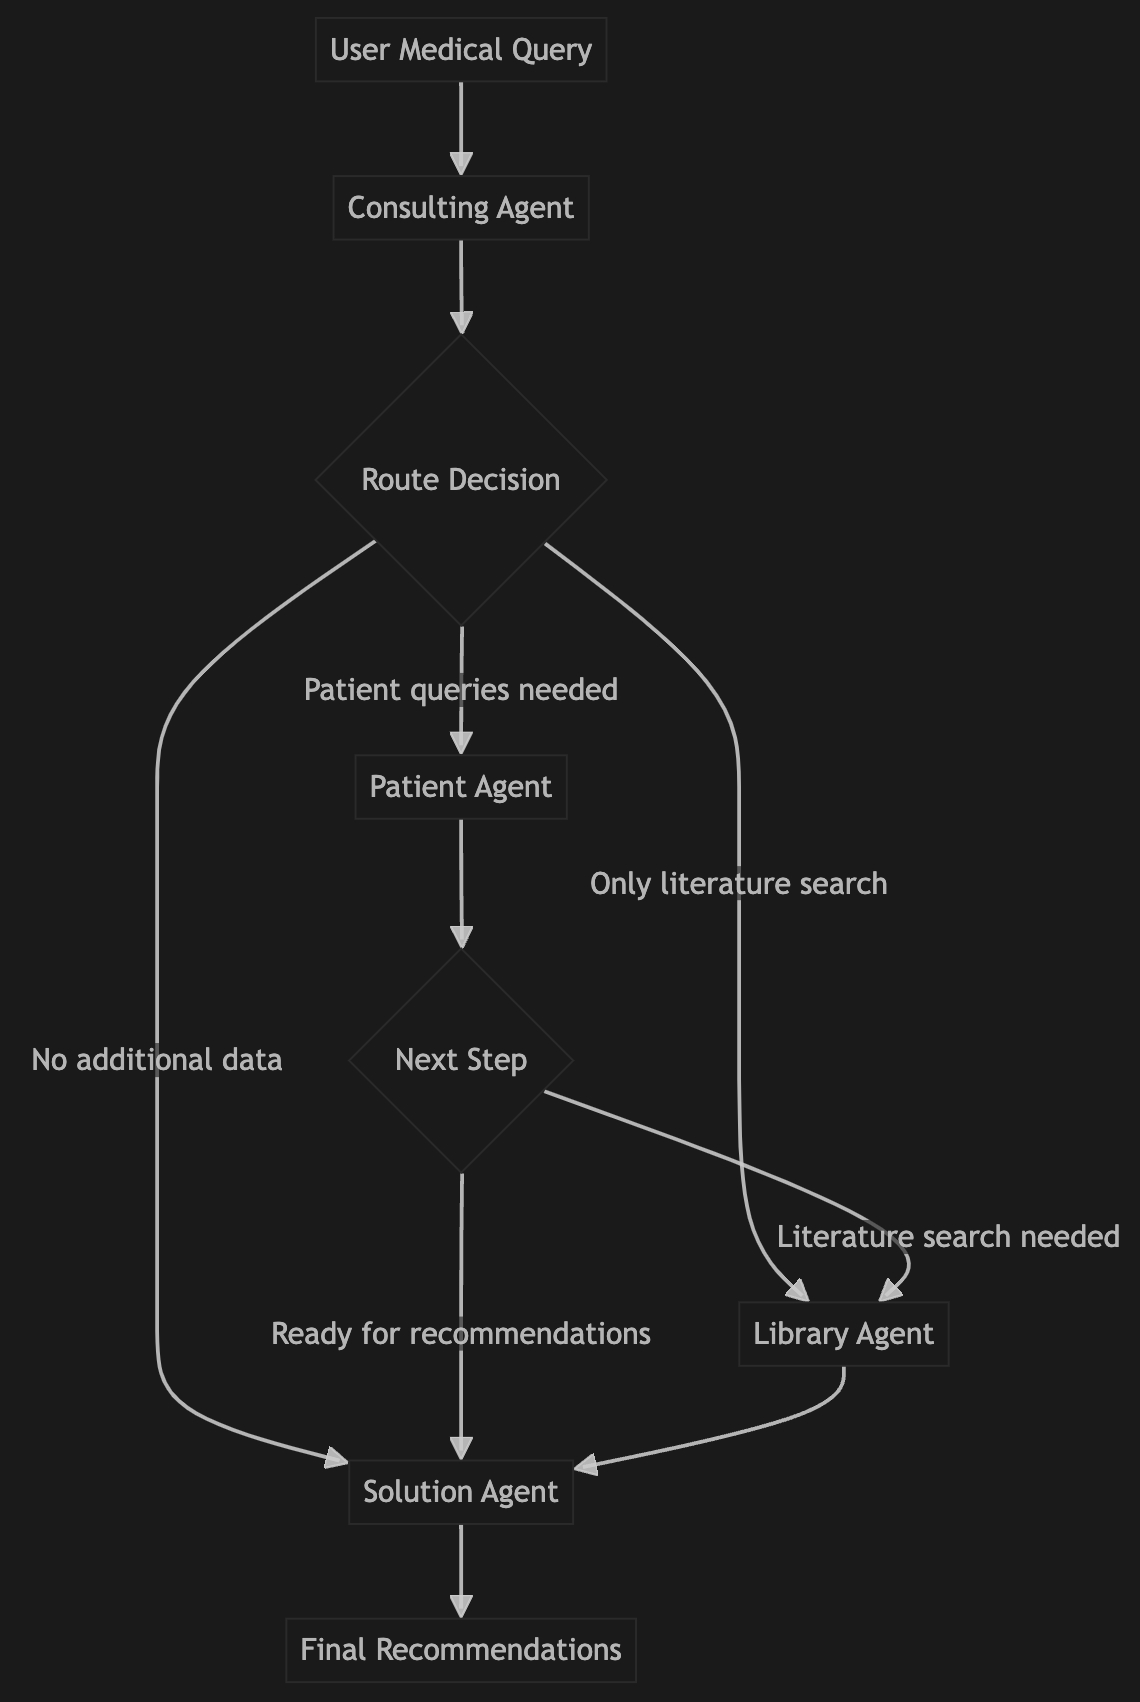 User Medical Query
Consulting Agent
Route Decision
Patient queries needed
Patient Agent
Only literature search
No additional data
Next Step
Literature search needed
Ready for recommendations
Library Agent
Solution Agent
Final Recommendations